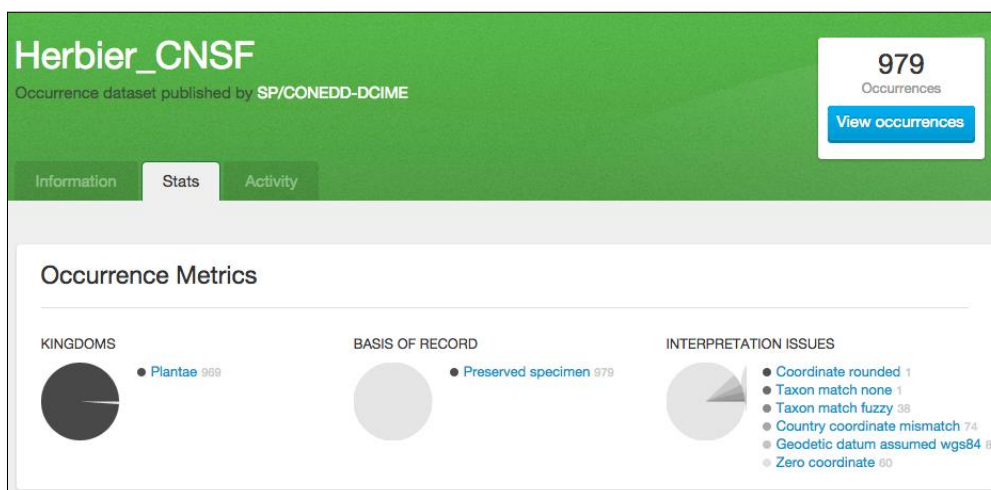 Herbier_CNSF
Occurrence dataset published by SP/CONEDD-DCIME
979
Occurrences
View occurrences
Information
Stats
Activity
Occurrence Metrics
KINGDOMS
Plantae 969
BASIS OF RECORD
Preserved specimen 979
INTERPRETATION ISSUES
Coordinate rounded 1
Taxon match none 1
Taxon match fuzzy 38
Country coordinate mismatch 74
Geodetic datum assumed wgs84
Zero coordinate 60